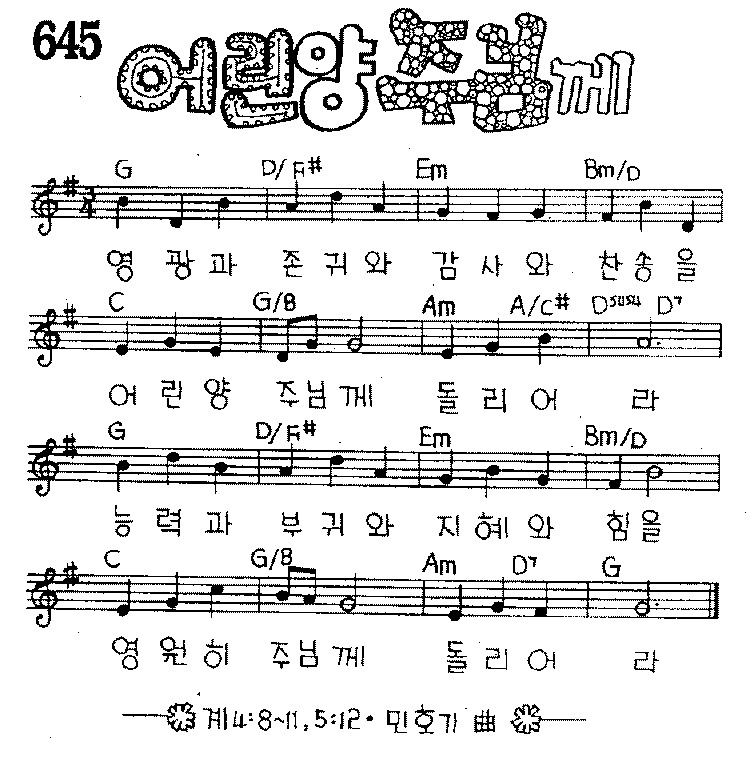 645 어린양 주님께
G D/F# Em Bm/D
3/4
영 광 과 존 귀 와 감 사 와 찬 송 을
C G/B Am A/C# Dsus4 D7
어 린 양 주 님 께 돌 리 어 라
G D/F# Em Bm/D
능 력 과 부 귀 와 지 혜 와 힘 을
C G/B Am D7 G
영 원 히 주 님 께 돌 리 어 라
계4:8~11, 5:12· 민호기 曲